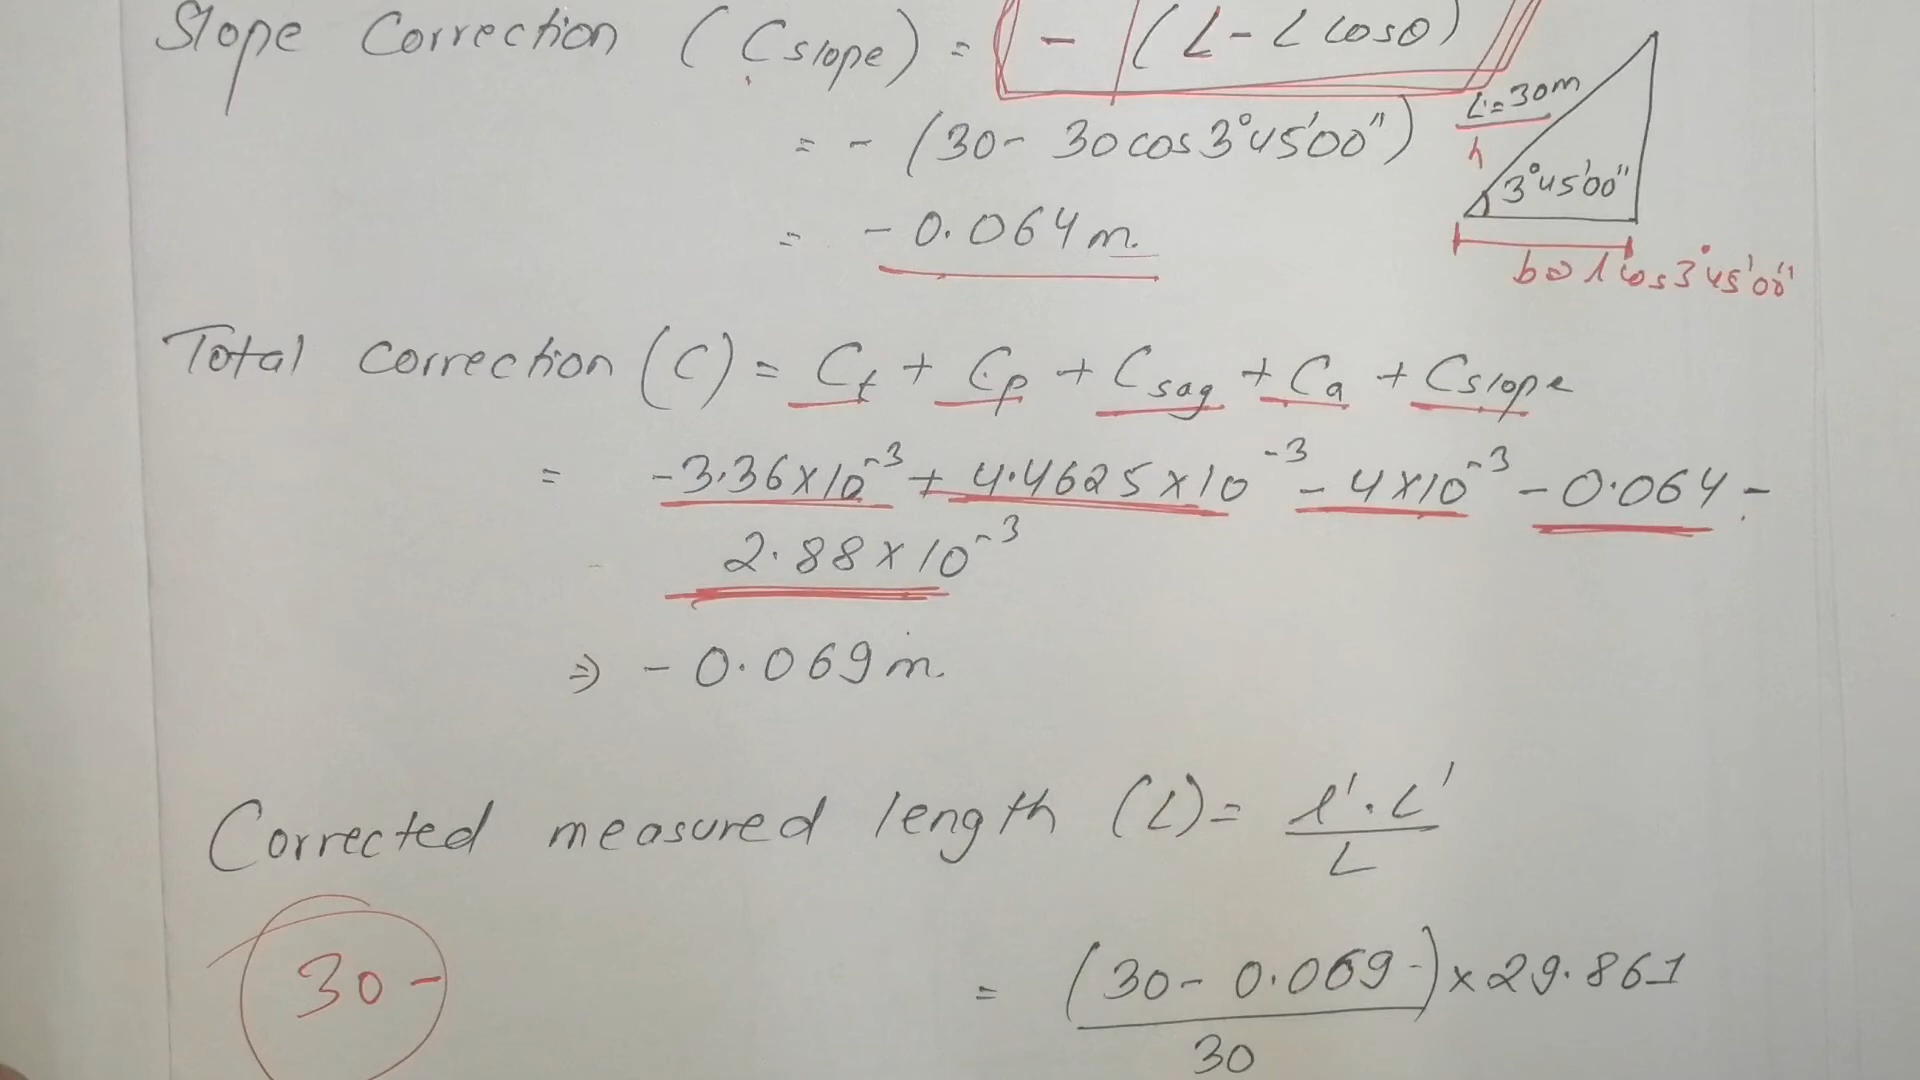 Slope Correction (Cslope) = - (L - L cosθ)
L = 30m
h
= - (30 - 30 cos 3°45'00")
3°45'00"
= - 0.064 m.
b = l cos 3°45'00"
Total correction (C) = Ct + Cp + Csag + Ca + Cslope
= -3.36×10⁻³ + 4.4625×10⁻³ - 4×10⁻³ - 0.064 -
2.88×10⁻³
⇒ - 0.069 m.
Corrected measured length (L) = l'.L'
L
30 -
= (30 - 0.069) × 29.861
30